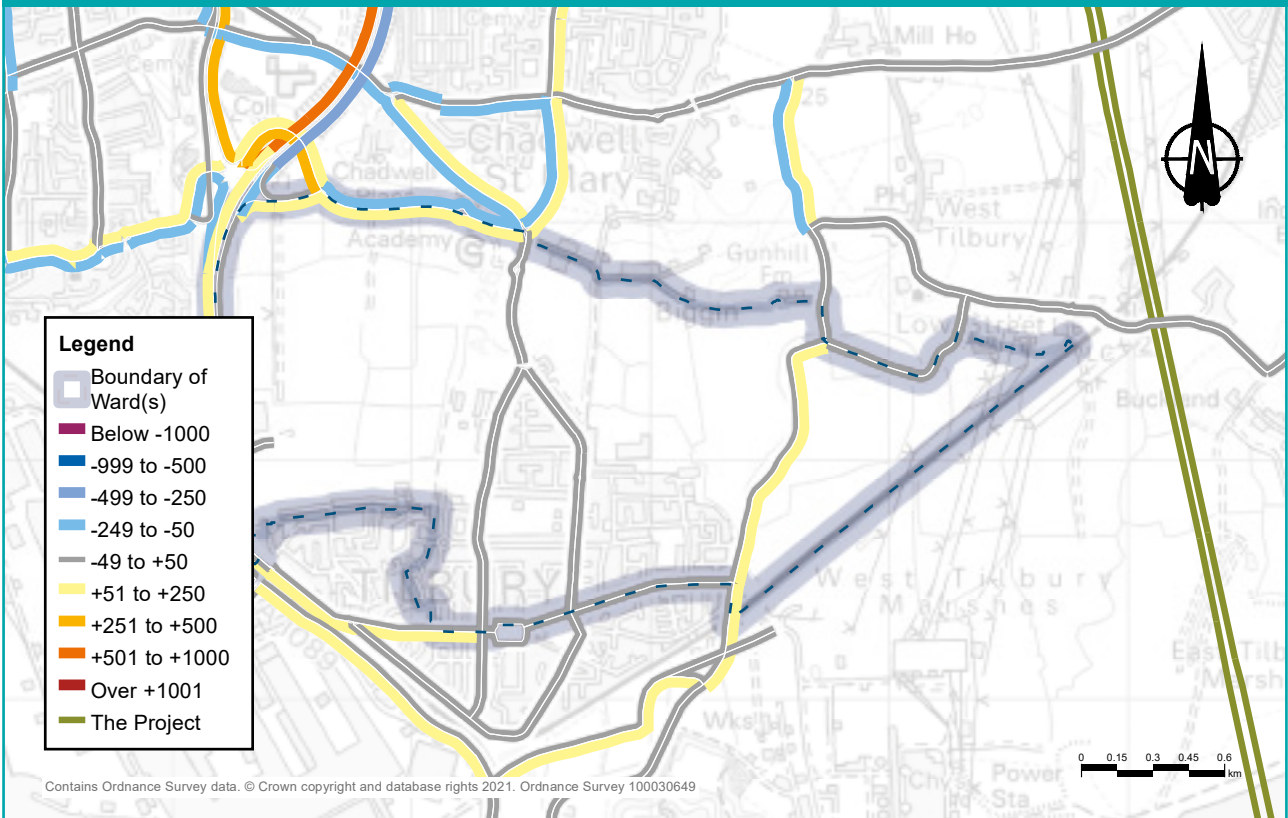 Mill Ho
Cemy
Coll
25
Chadwell
St Mary
Chadwell
Place
Academy
West
Tilbury
Gunhill
Fm
Biggin
Low Street
Buckland
TILBURY
West Tilbury
Marshes
East Tilb
Marsh
Wks
Power
Sta
Chy
N
Legend
Boundary of
Ward(s)
Below -1000
-999 to -500
-499 to -250
-249 to -50
-49 to +50
+51 to +250
+251 to +500
+501 to +1000
Over +1001
The Project
0 0.15 0.3 0.45 0.6
km
Contains Ordnance Survey data. © Crown copyright and database rights 2021. Ordnance Survey 100030649